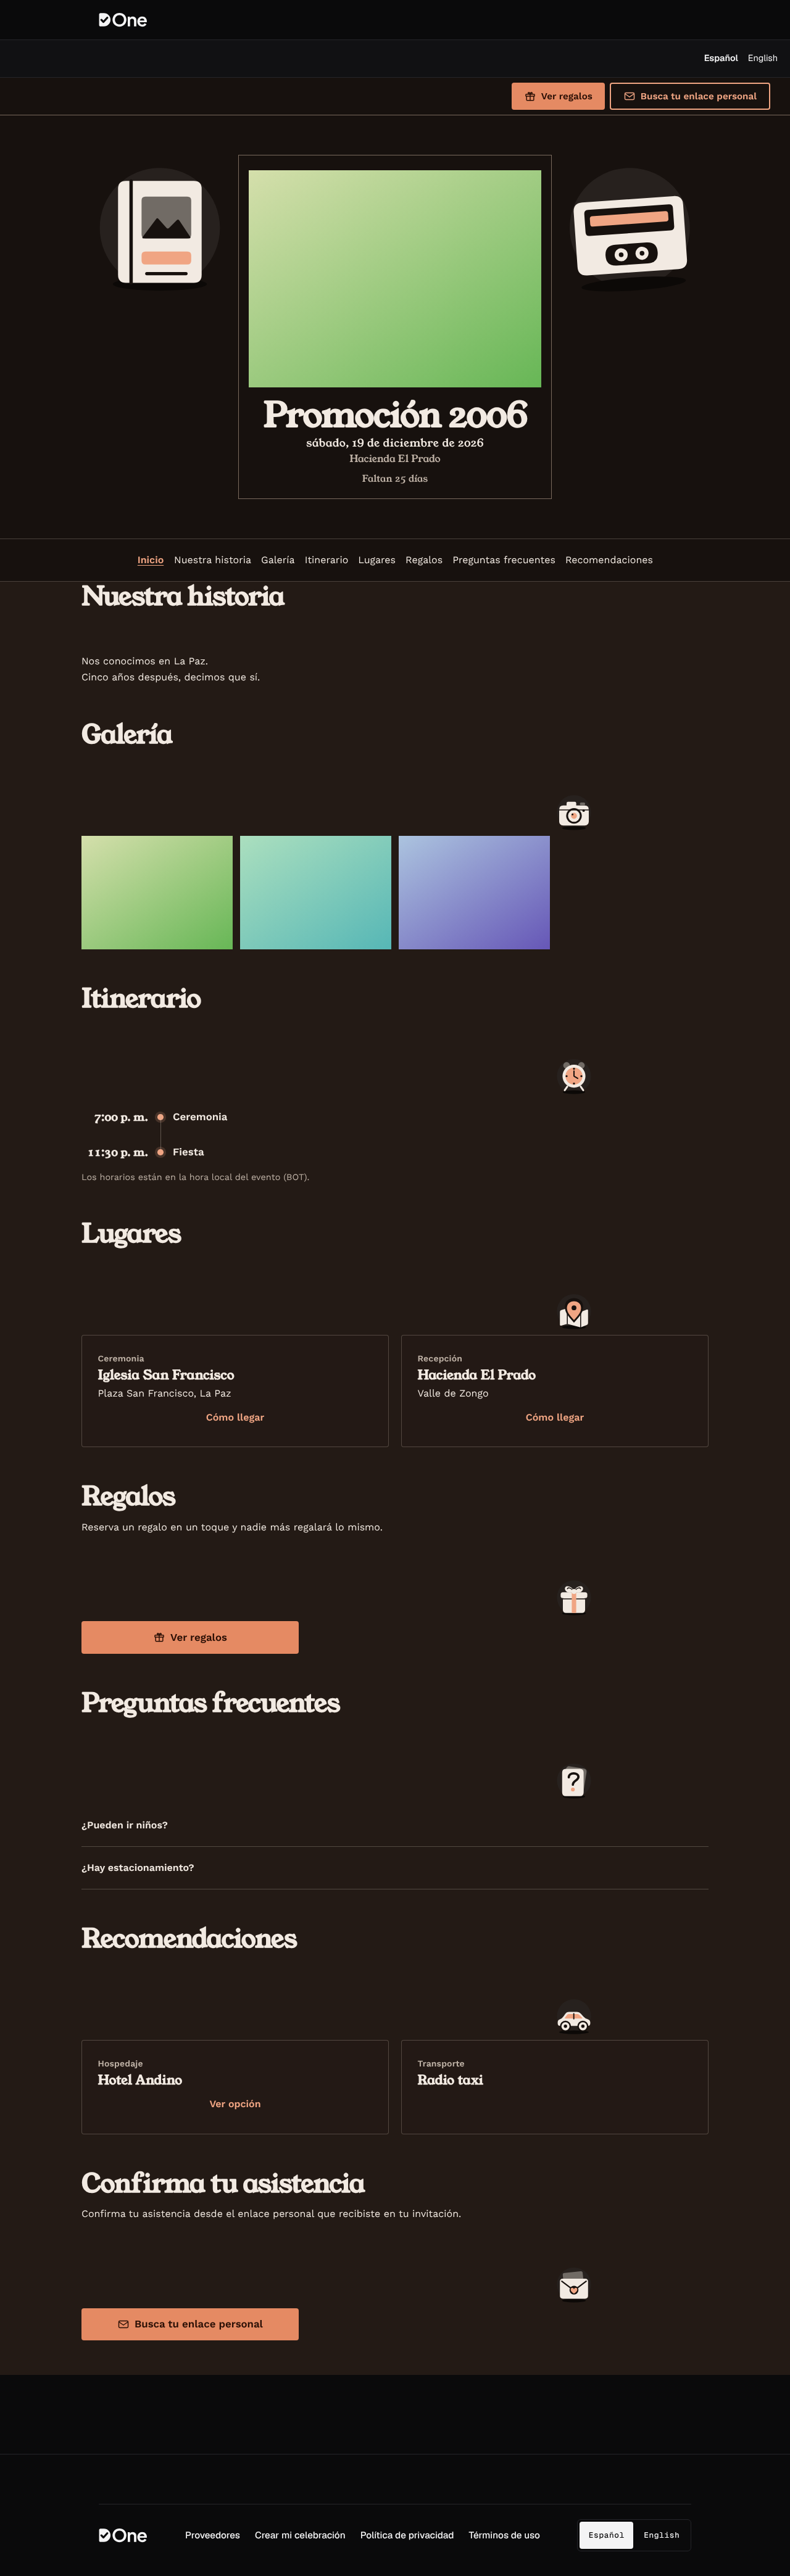 One
Español English
Ver regalos Busca tu enlace personal
Promoción 2006
sábado, 19 de diciembre de 2026
Hacienda El Prado
Faltan 25 días
Inicio Nuestra historia Galería Itinerario Lugares Regalos Preguntas frecuentes Recomendaciones
Nuestra historia
Nos conocimos en La Paz.
Cinco años después, decimos que sí.
Galería
Itinerario
7:00 p. m. Ceremonia
11:30 p. m. Fiesta
Los horarios están en la hora local del evento (BOT).
Lugares
Ceremonia
Iglesia San Francisco
Plaza San Francisco, La Paz
Cómo llegar
Recepción
Hacienda El Prado
Valle de Zongo
Cómo llegar
Regalos
Reserva un regalo en un toque y nadie más regalará lo mismo.
Ver regalos
Preguntas frecuentes
?
¿Pueden ir niños?
¿Hay estacionamiento?
Recomendaciones
Hospedaje
Hotel Andino
Ver opción
Transporte
Radio taxi
Confirma tu asistencia
Confirma tu asistencia desde el enlace personal que recibiste en tu invitación.
Busca tu enlace personal
One Proveedores Crear mi celebración Política de privacidad Términos de uso Español English